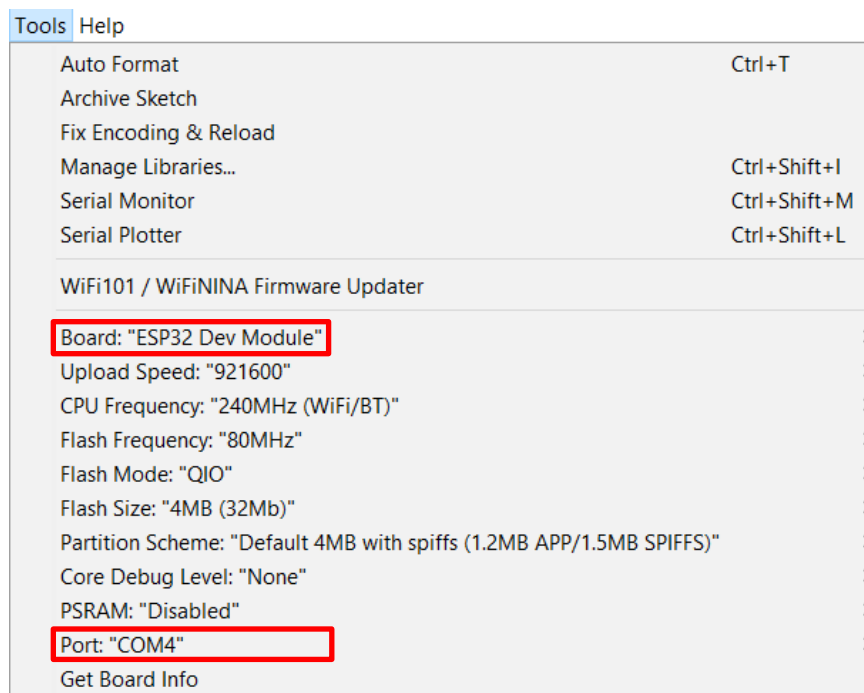 Tools Help
Auto Format Ctrl+T
Archive Sketch
Fix Encoding & Reload
Manage Libraries... Ctrl+Shift+I
Serial Monitor Ctrl+Shift+M
Serial Plotter Ctrl+Shift+L
WiFi101 / WiFiNINA Firmware Updater
Board: "ESP32 Dev Module"
Upload Speed: "921600"
CPU Frequency: "240MHz (WiFi/BT)"
Flash Frequency: "80MHz"
Flash Mode: "QIO"
Flash Size: "4MB (32Mb)"
Partition Scheme: "Default 4MB with spiffs (1.2MB APP/1.5MB SPIFFS)"
Core Debug Level: "None"
PSRAM: "Disabled"
Port: "COM4"
Get Board Info